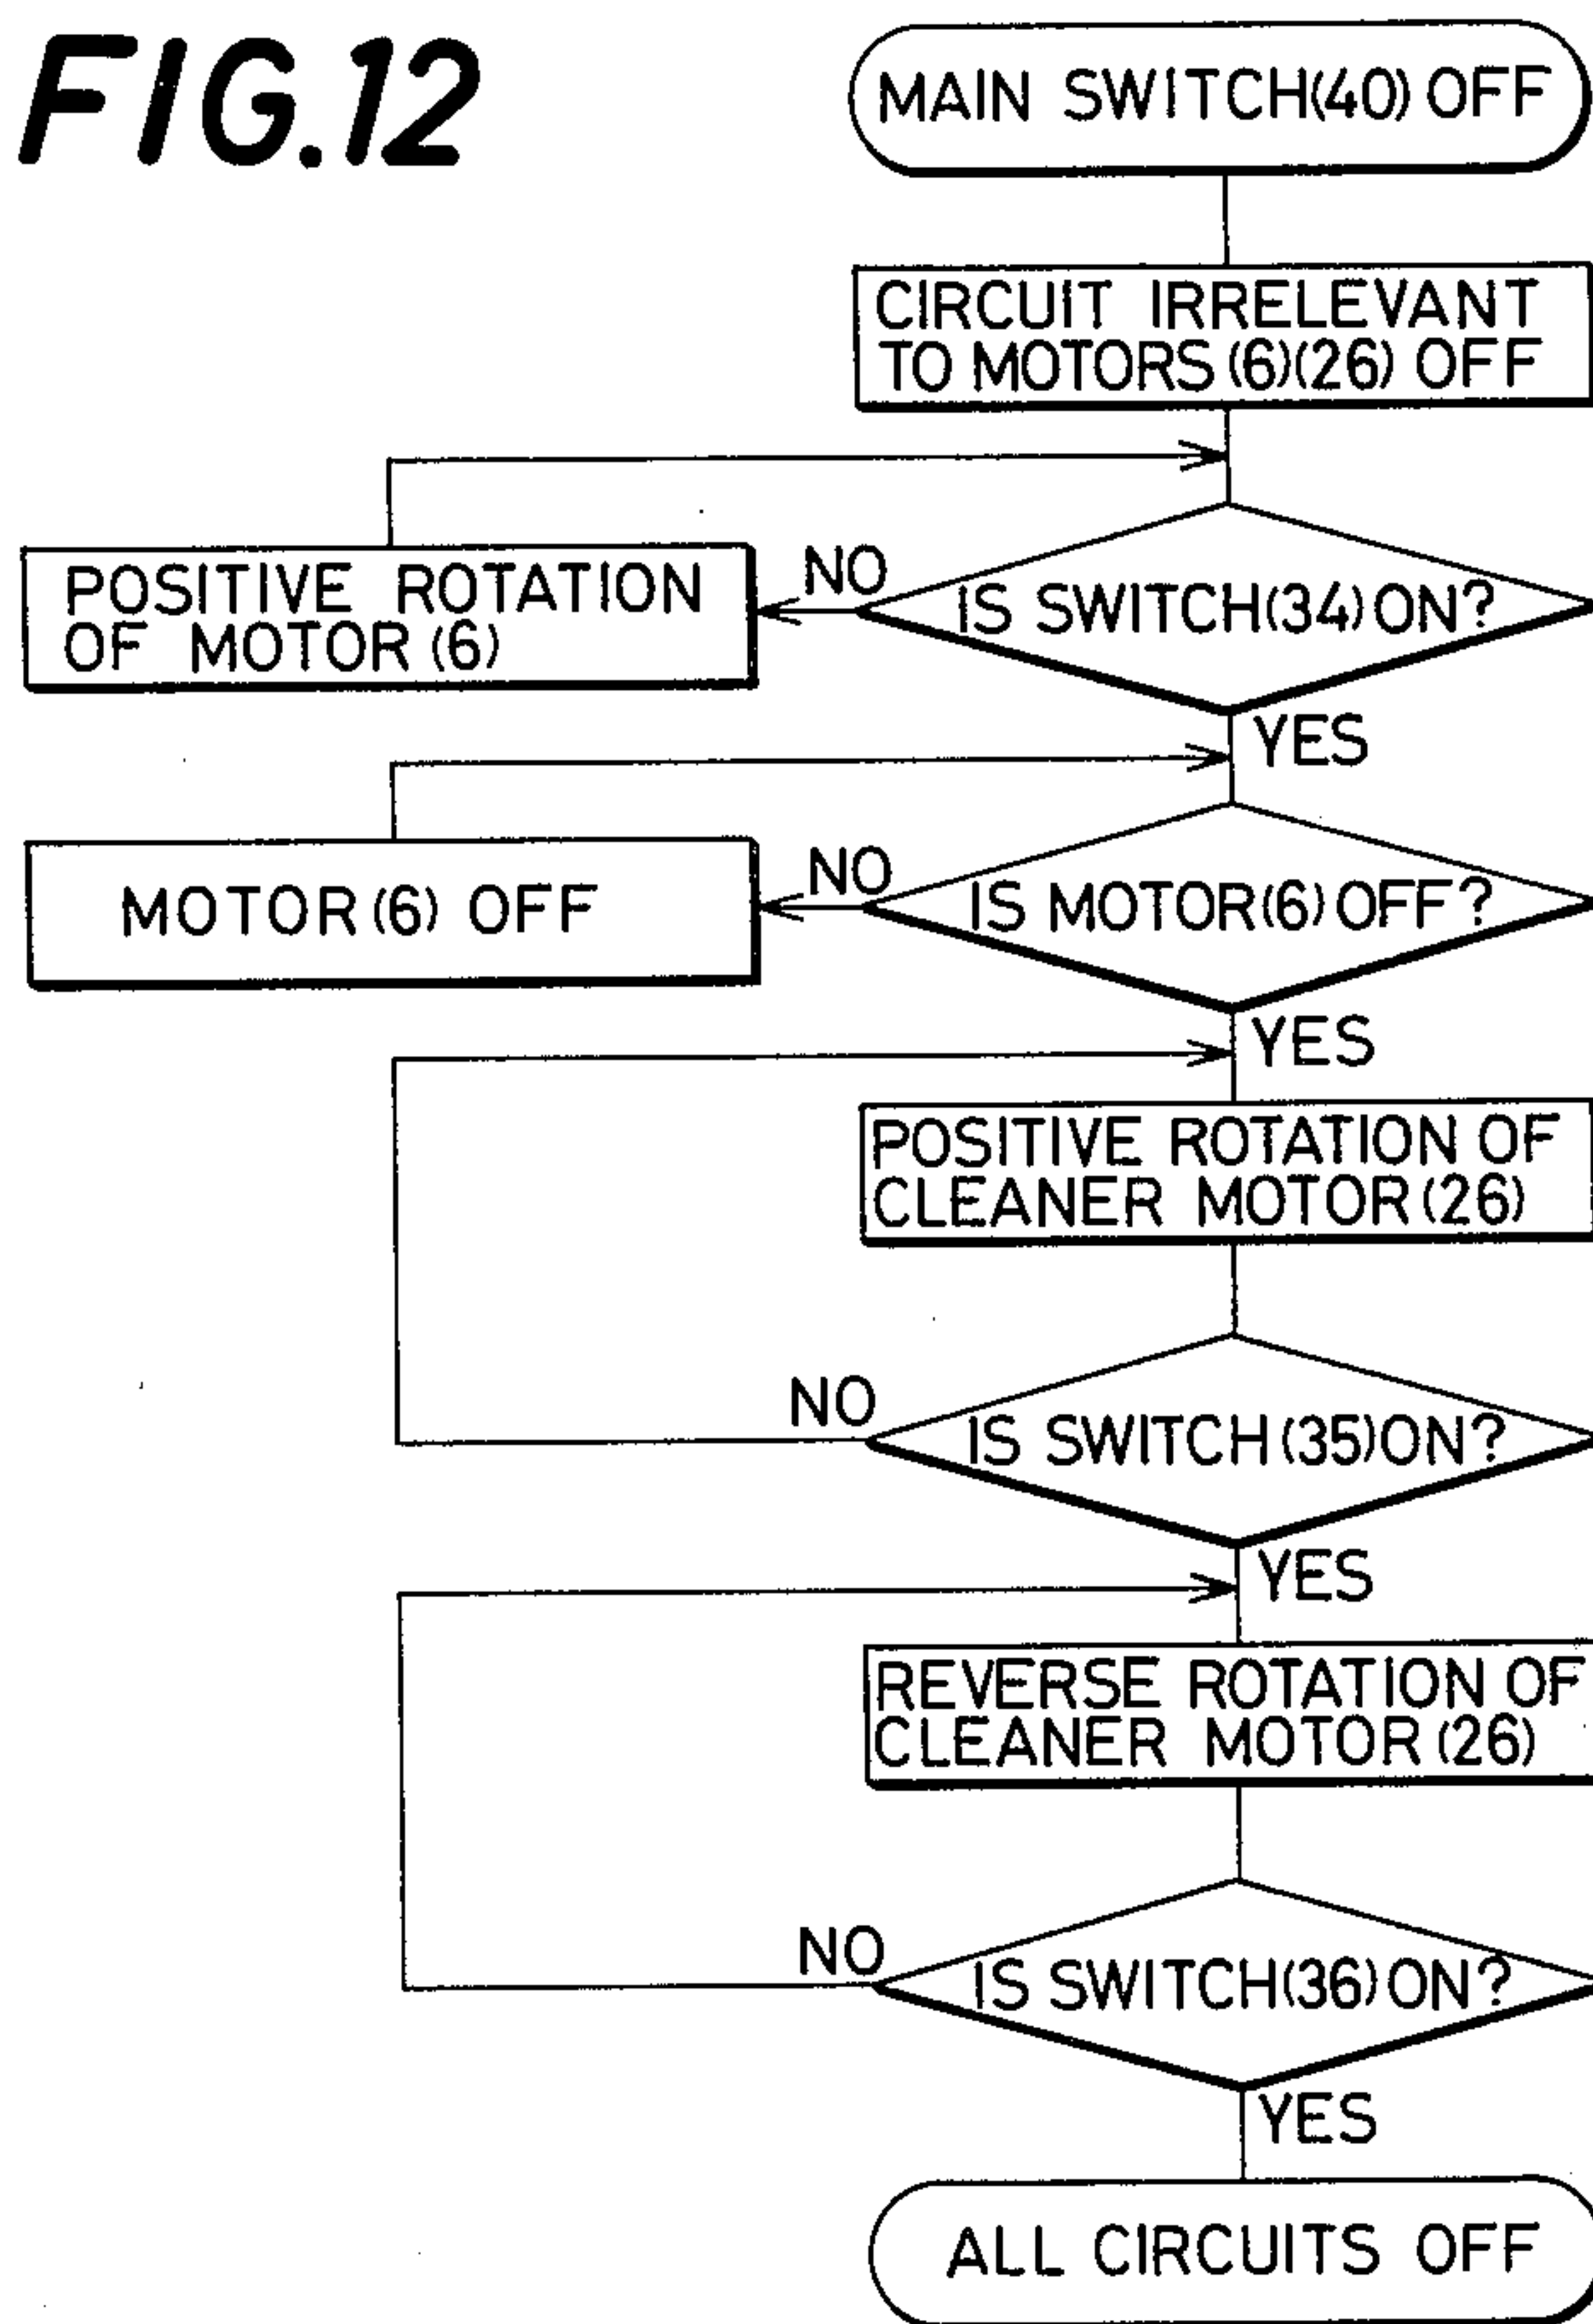 FIG.12
MAIN SWITCH(40) OFF
CIRCUIT IRRELEVANT
TO MOTORS (6)(26) OFF
IS SWITCH(34) ON?
NO
POSITIVE ROTATION
OF MOTOR (6)
YES
IS MOTOR(6) OFF?
NO
MOTOR(6) OFF
YES
POSITIVE ROTATION OF
CLEANER MOTOR(26)
IS SWITCH(35)ON?
NO
YES
REVERSE ROTATION OF
CLEANER MOTOR(26)
IS SWITCH(36)ON?
NO
YES
ALL CIRCUITS OFF